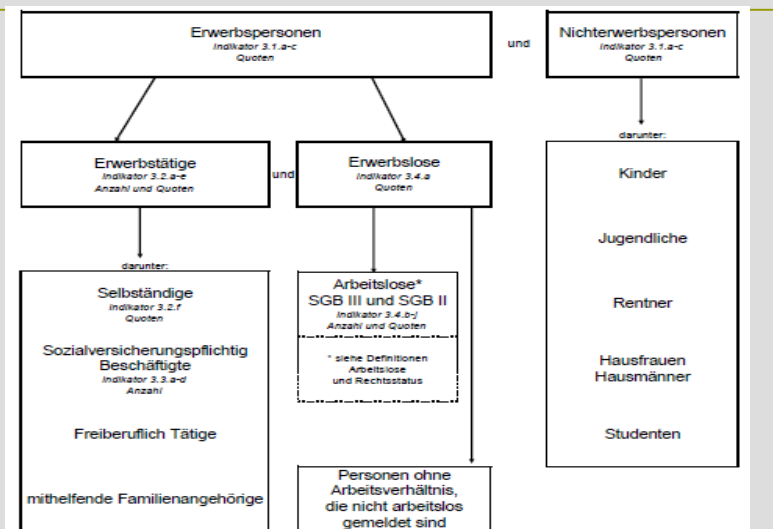 Erwerbspersonen
Indikator 3.1.a-c
Quoten
und
Nichterwerbspersonen
Indikator 3.1.a-c
Quoten
Erwerbstätige
Indikator 3.2.a-e
Anzahl und Quoten
und
Erwerbslose
Indikator 3.4.a
Quoten
darunter:
Selbständige
Indikator 3.2.f
Quoten
Sozialversicherungspflichtig
Beschäftigte
Indikator 3.3.a-d
Anzahl
Freiberuflich Tätige
mithelfende Familienangehörige
Arbeitslose*
SGB III und SGB II
Indikator 3.4.b-j
Anzahl und Quoten
* siehe Definitionen
Arbeitslose
und Rechtsstatus
Personen ohne
Arbeitsverhältnis,
die nicht arbeitslos
gemeldet sind
darunter:
Kinder
Jugendliche
Rentner
Hausfrauen
Hausmänner
Studenten